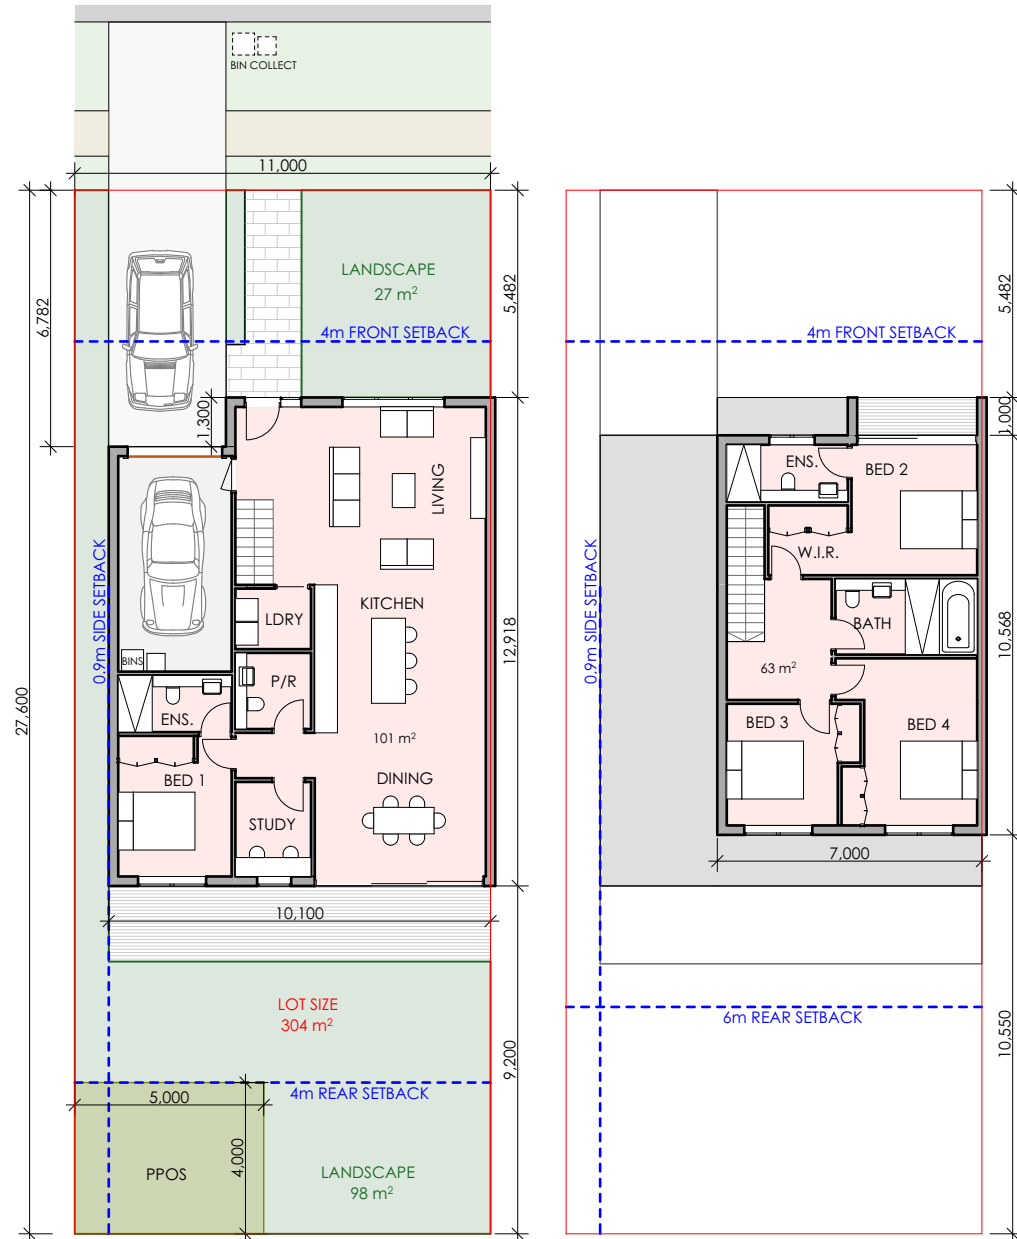 BIN COLLECT
11,000
LANDSCAPE
27 m²
4m FRONT SETBACK
6,782
5,482
1,300
LIVING
0.9m SIDE SETBACK
KITCHEN
LDRY
BINS
P/R
ENS.
101 m²
BED 1
DINING
STUDY
12,918
27,600
10,100
LOT SIZE
304 m²
9,200
4m REAR SETBACK
5,000
4,000
PPOS
LANDSCAPE
98 m²
4m FRONT SETBACK
5,482
1,000
ENS.
BED 2
W.I.R.
0.9m SIDE SETBACK
BATH
63 m²
10,568
BED 3
BED 4
7,000
6m REAR SETBACK
10,550